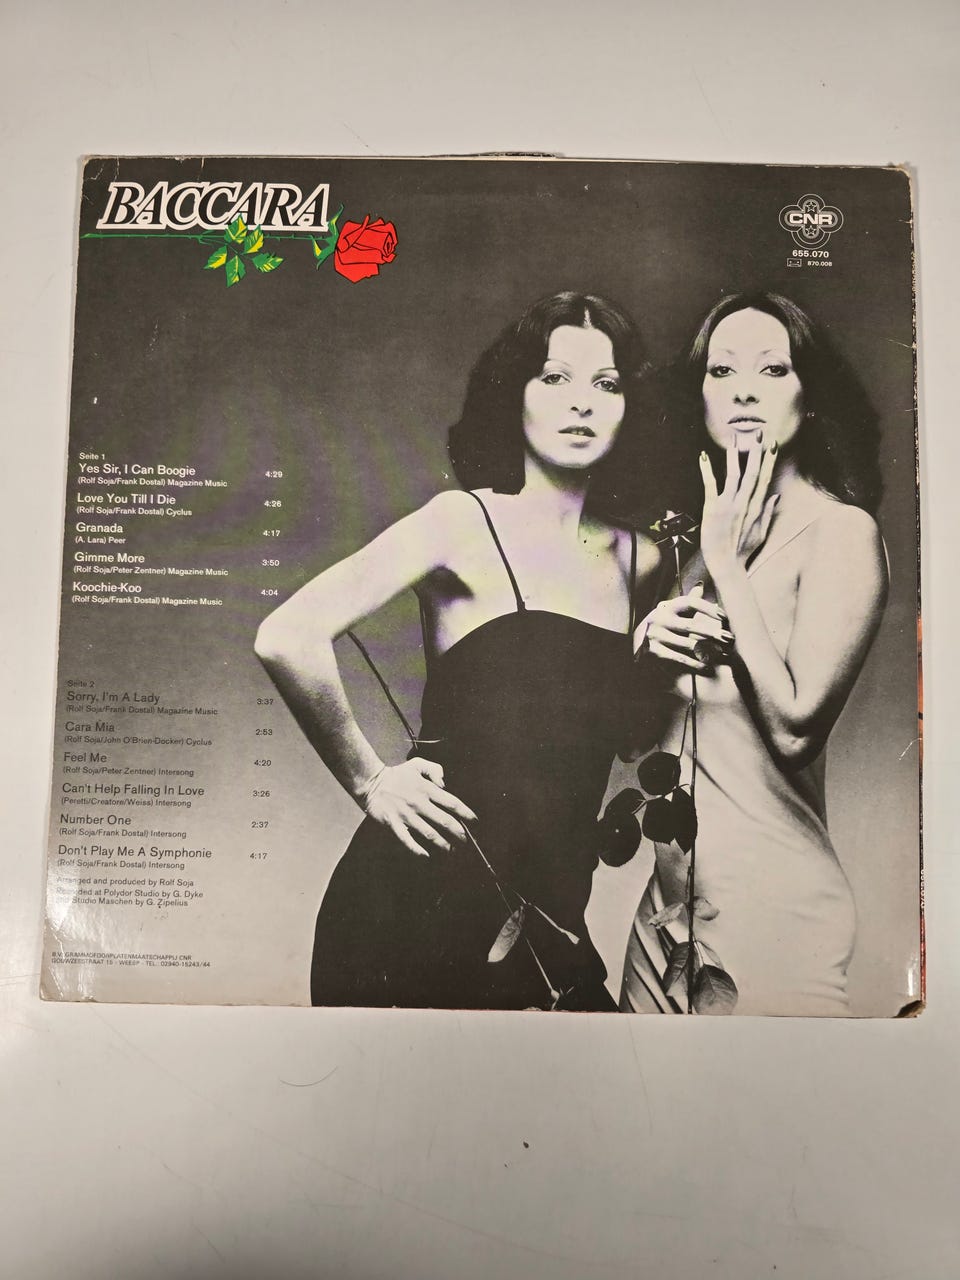 BACCARA
CNR
655.070
870.008
Seite 1
Yes Sir, I Can Boogie 4:29
(Rolf Soja/Frank Dostal) Magazine Music
Love You Till I Die 4:26
(Rolf Soja/Frank Dostal) Cyclus
Granada 4:17
(A. Lara) Peer
Gimme More 3:50
(Rolf Soja/Peter Zentner) Magazine Music
Koochie-Koo 4:04
(Rolf Soja/Frank Dostal) Magazine Music
Seite 2
Sorry, I'm A Lady 3:37
(Rolf Soja/Frank Dostal) Magazine Music
Cara Mia 2:53
(Rolf Soja/John O'Brien-Docker) Cyclus
Feel Me 4:20
(Rolf Soja/Peter Zentner) Intersong
Can't Help Falling In Love 3:26
(Peretti/Creatore/Weiss) Intersong
Number One 2:37
(Rolf Soja/Frank Dostal) Intersong
Don't Play Me A Symphonie 4:17
(Rolf Soja/Frank Dostal) Intersong
Arranged and produced by Rolf Soja
Recorded at Polydor Studio by G. Dyke
and Studio Maschen by G. Zipelius
B.V. GRAMMOFOONPLATENMAATSCHAPPIJ CNR
GOUWZEESTRAAT 15 - WEESP - TEL.: 02940-15243/44